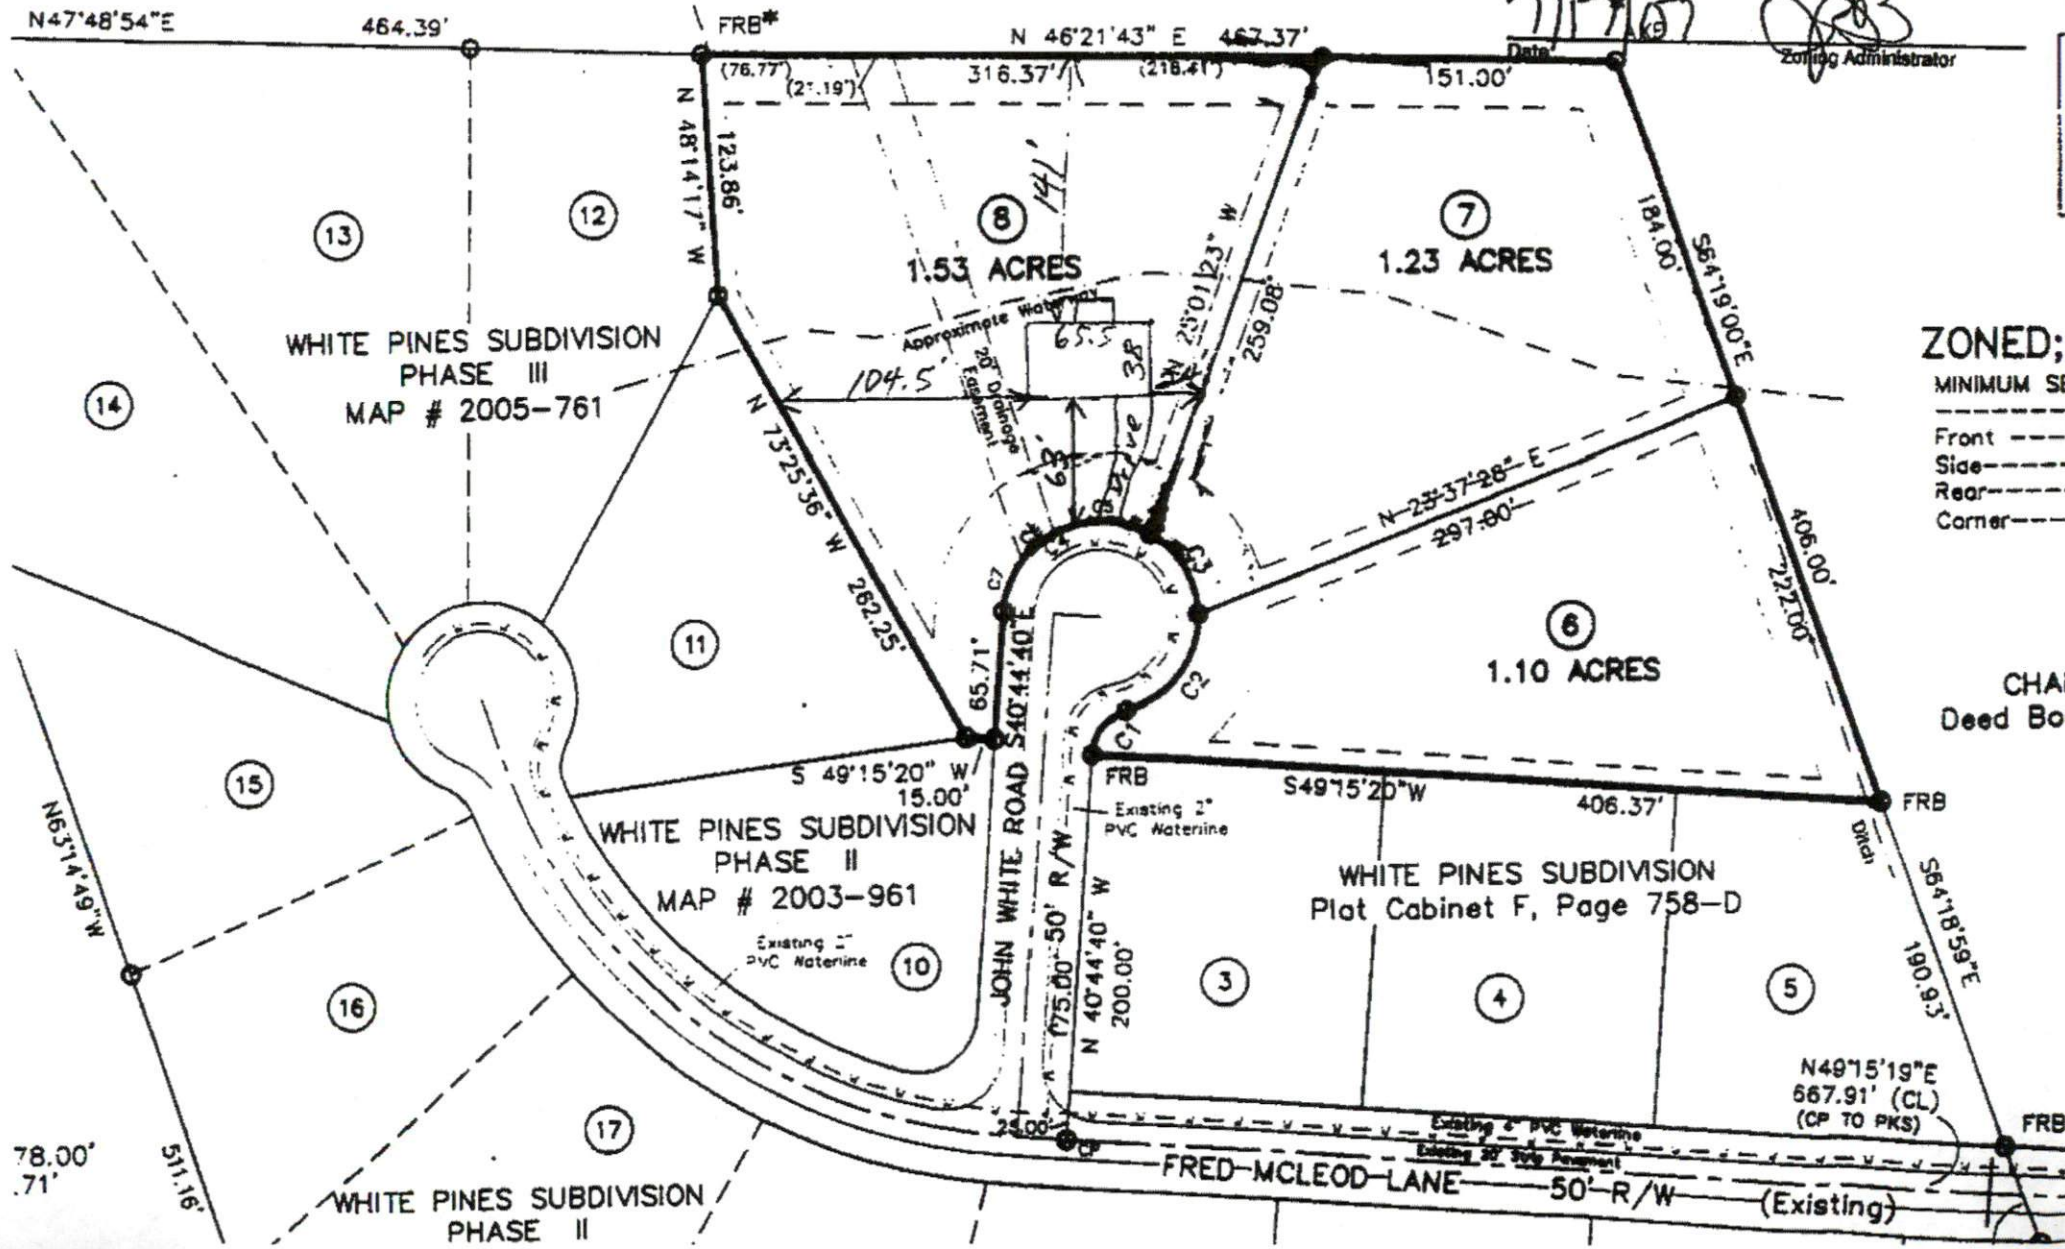 N47°48'54"E
464.39'
FRB*
N 46°21'43" E 467.37'
Date
Zoning Administrator
(76.77')
316.37'
(218.41')
151.00'
N 48°14'17" W
123.86'
13
12
8
1.53 ACRES
141'
7
1.23 ACRES
184.00'
S64°19'00"E
N 25°01'23" W
259.08'
Approximate Waterway
65.5
38
104.5'
20' Drainage
Easement
63'
Drive
WHITE PINES SUBDIVISION
PHASE III
MAP # 2005-761
14
N 73°25'36" W
262.25'
ZONED;
MINIMUM SE
Front
Side
Rear
Corner
N 23°37'28" E
297.00'
406.00'
222.00'
C7
C3
C2
C1
11
65.71'
S40°44'40"E
6
1.10 ACRES
CHA
Deed Bo
15
S 49°15'20" W
15.00'
FRB
S49°15'20"W
406.37'
FRB
Existing 2"
PVC Waterline
Ditch
N63°14'49"W
WHITE PINES SUBDIVISION
PHASE II
MAP # 2003-961
JOHN WHITE ROAD
50' R/W
N 40°44'40" W
200.00'
WHITE PINES SUBDIVISION
Plat Cabinet F, Page 758-D
S64°18'59"E
190.93'
Existing 2"
PVC Waterline
10
3
4
5
16
N49°15'19"E
667.91' (CL)
(CP TO PKS)
17
25.00'
CP
Existing 4" PVC Waterline
Existing 20' Strip Pavement
FRB
FRED MCLEOD LANE 50' R/W (Existing)
78.00'
.71'
511.16'
WHITE PINES SUBDIVISION
PHASE II